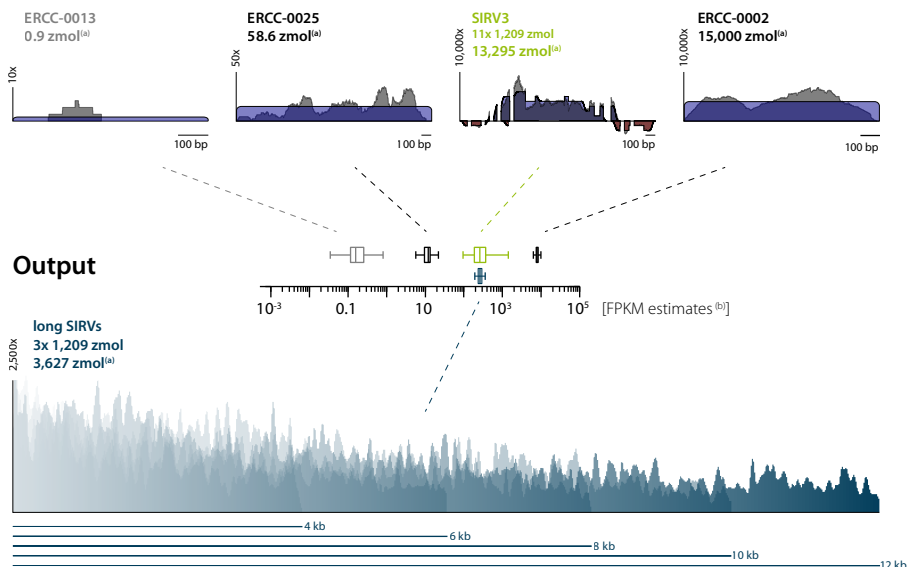 ERCC-0013
0.9 zmol(a)
10x
100 bp
ERCC-0025
58.6 zmol(a)
50x
100 bp
SIRV3
11x 1,209 zmol
13,295 zmol(a)
10,000x
100 bp
ERCC-0002
15,000 zmol(a)
10,000x
100 bp
Output
10-3 0.1 10 103 105 [FPKM estimates (b)]
long SIRVs
3x 1,209 zmol
3,627 zmol(a)
2,500x
4 kb
6 kb
8 kb
10 kb
12 kb